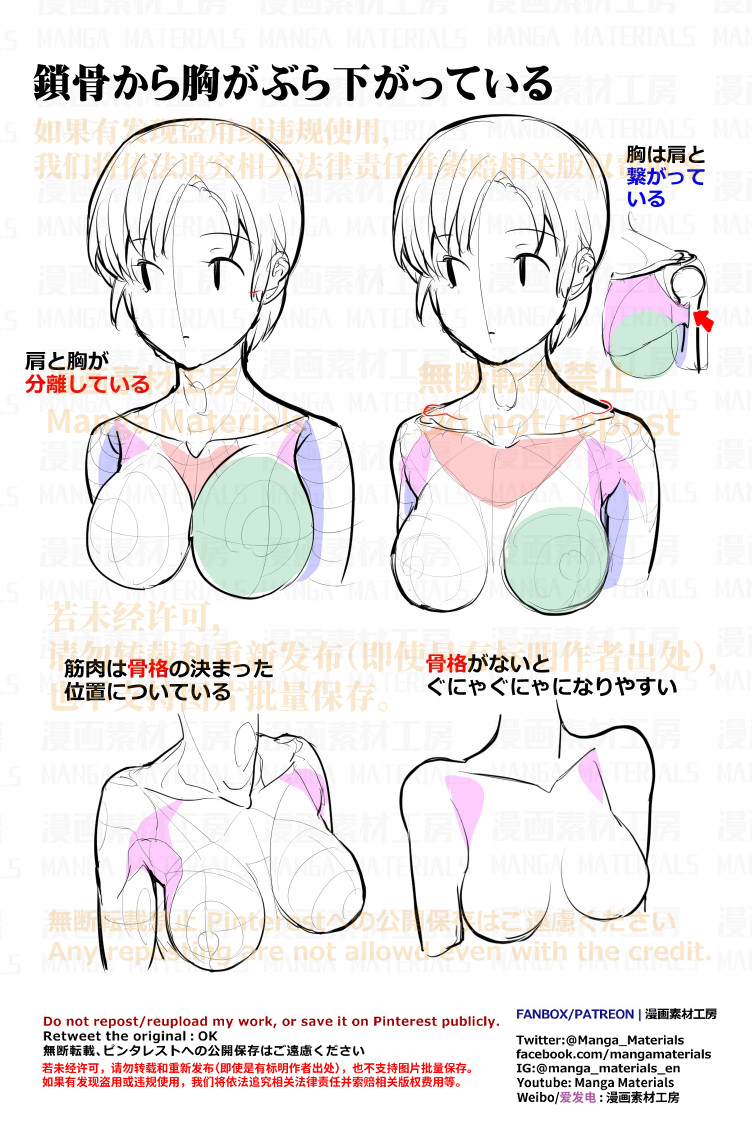 鎖骨から胸がぶら下がっている
如果有发现盗用或违规使用,
我们将依法追究相关法律责任并索赔相关版权费
胸は肩と
繋がって
いる
肩と胸が
分離している
漫画素材工房
Manga Materials
無断転載禁止
Do not repost
若未经许可,
请勿转载和重新发布(即使是有标明作者出处),
也不支持图片批量保存。
筋肉は骨格の決まった
位置についている
骨格がないと
ぐにゃぐにゃになりやすい
無断転載禁止 Pinterestへの公開保存はご遠慮ください
Any reposting are not allowd even with the credit.
Do not repost/reupload my work, or save it on Pinterest publicly.
Retweet the original : OK
無断転載、ピンタレストへの公開保存はご遠慮ください
若未经许可，请勿转载和重新发布(即使是有标明作者出处)，也不支持图片批量保存。
如果有发现盗用或违规使用，我们将依法追究相关法律责任并索赔相关版权费用等。
FANBOX/PATREON | 漫画素材工房
Twitter:@Manga_Materials
facebook.com/mangamaterials
IG:@manga_materials_en
Youtube: Manga Materials
Weibo/爱发电 : 漫画素材工房